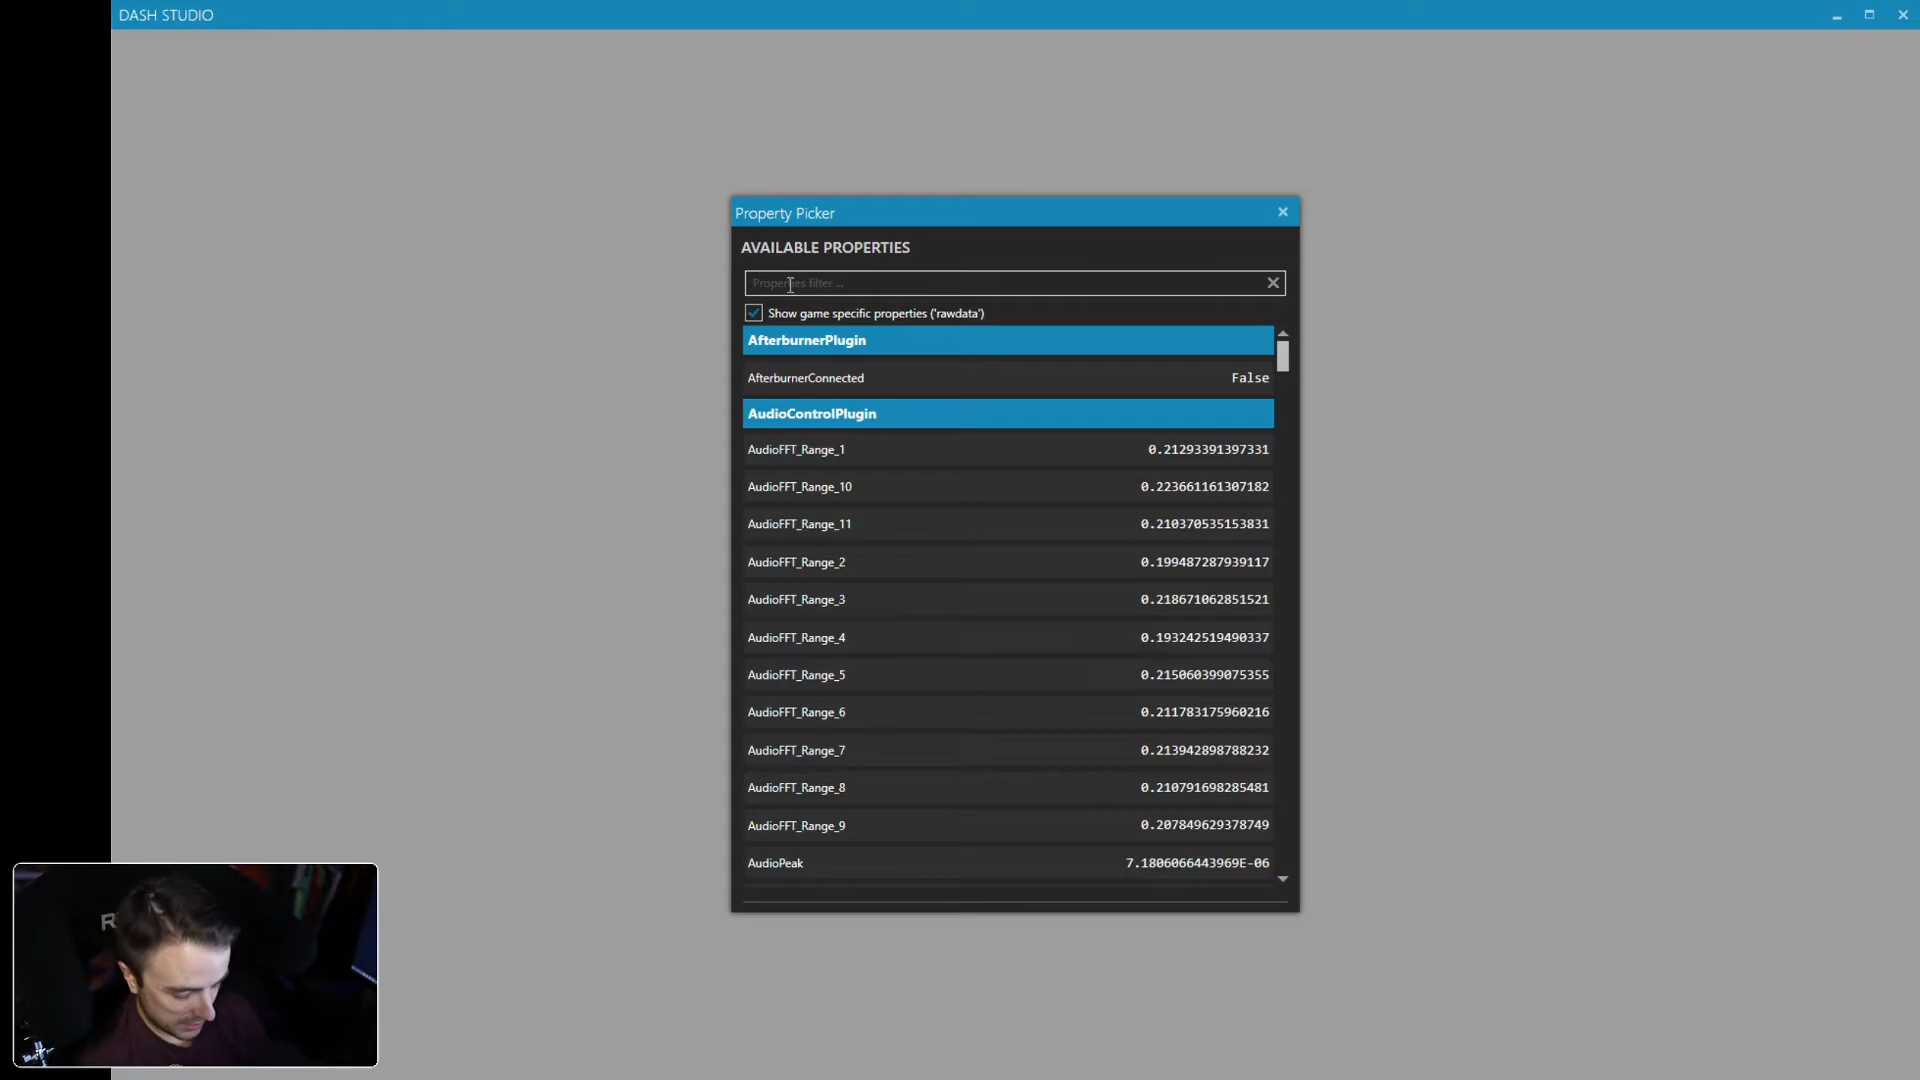 DASH STUDIO
Property Picker
AVAILABLE PROPERTIES
Properties filter ...
Show game specific properties ('rawdata')
AfterburnerPlugin
AfterburnerConnected False
AudioControlPlugin
AudioFFT_Range_1 0.21293391397331
AudioFFT_Range_10 0.223661161307182
AudioFFT_Range_11 0.210370535153831
AudioFFT_Range_2 0.199487287939117
AudioFFT_Range_3 0.218671062851521
AudioFFT_Range_4 0.193242519490337
AudioFFT_Range_5 0.215060399075355
AudioFFT_Range_6 0.211783175960216
AudioFFT_Range_7 0.213942898788232
AudioFFT_Range_8 0.210791698285481
AudioFFT_Range_9 0.207849629378749
AudioPeak 7.1806066443969E-06